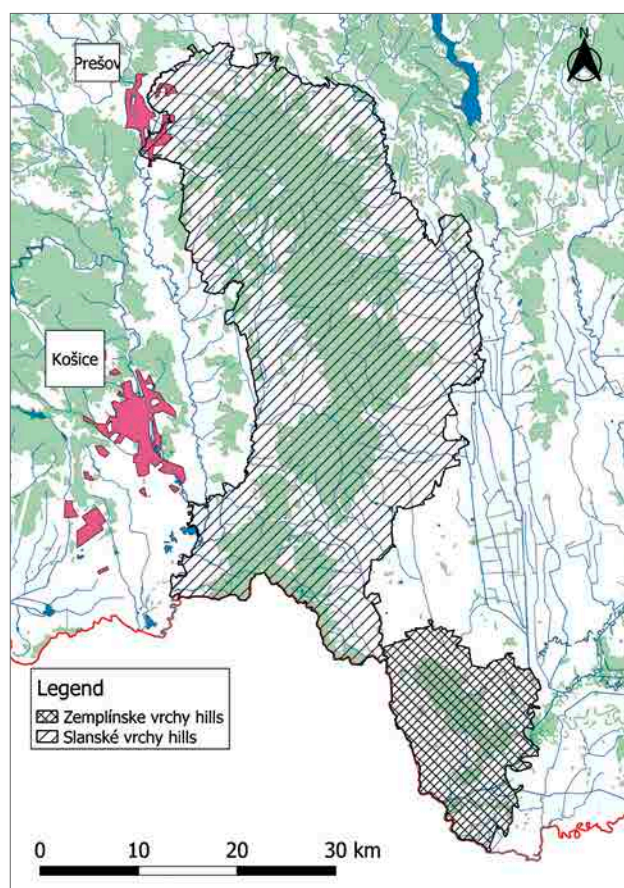 Prešov
N
Košice
Legend
Zemplínske vrchy hills
Slanské vrchy hills
0 10 20 30 km